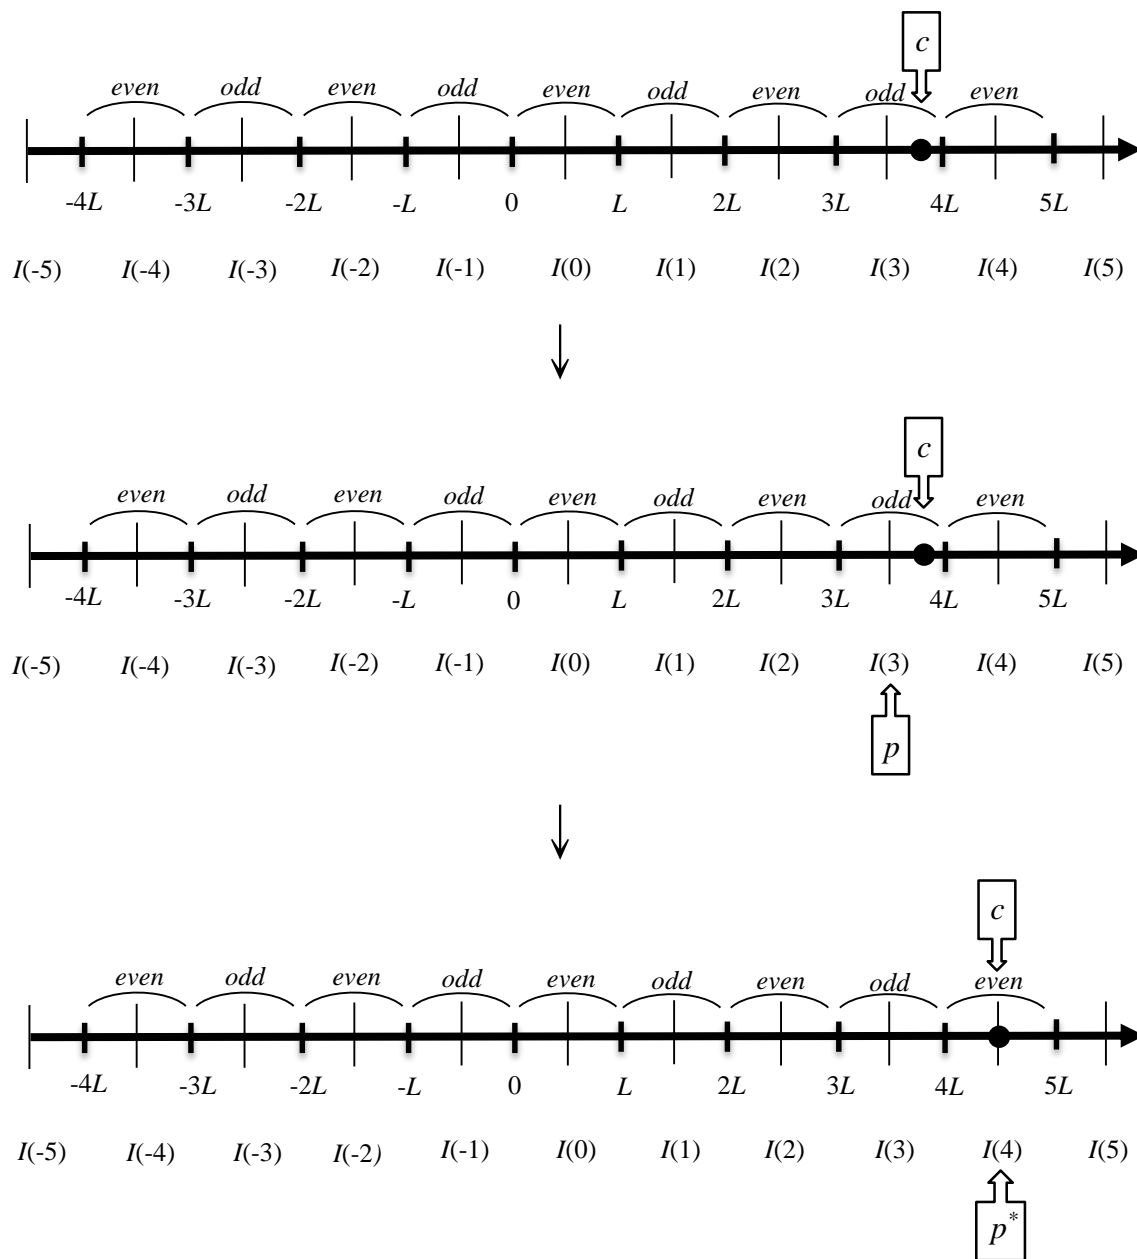 c
even odd even odd even odd even odd even
-4L -3L -2L -L 0 L 2L 3L 4L 5L
I(-5) I(-4) I(-3) I(-2) I(-1) I(0) I(1) I(2) I(3) I(4) I(5)
c
even odd even odd even odd even odd even
-4L -3L -2L -L 0 L 2L 3L 4L 5L
I(-5) I(-4) I(-3) I(-2) I(-1) I(0) I(1) I(2) I(3) I(4) I(5)
p
c
even odd even odd even odd even odd even
-4L -3L -2L -L 0 L 2L 3L 4L 5L
I(-5) I(-4) I(-3) I(-2) I(-1) I(0) I(1) I(2) I(3) I(4) I(5)
p*